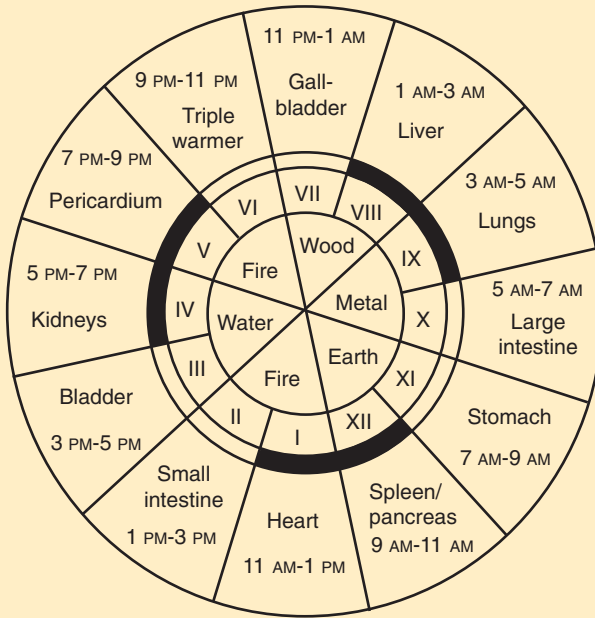 11 PM-1 AM
Gall-
bladder
1 AM-3 AM
Liver
3 AM-5 AM
Lungs
5 AM-7 AM
Large
intestine
Stomach
7 AM-9 AM
Spleen/
pancreas
9 AM-11 AM
Heart
11 AM-1 PM
Small
intestine
1 PM-3 PM
Bladder
3 PM-5 PM
5 PM-7 PM
Kidneys
7 PM-9 PM
Pericardium
9 PM-11 PM
Triple
warmer
VII
VIII
IX
X
XI
XII
I
II
III
IV
V
VI
Wood
Metal
Earth
Fire
Water
Fire